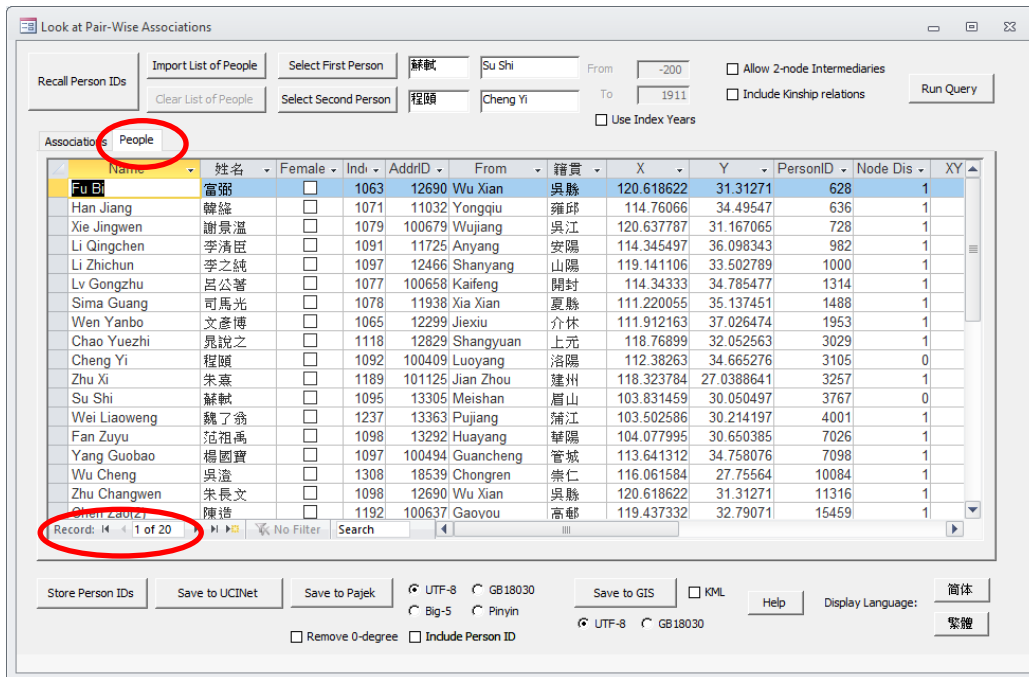 Look at Pair-Wise Associations
Recall Person IDs Import List of People Select First Person 蘇軾 Su Shi From -200 Allow 2-node Intermediaries Run Query
Clear List of People Select Second Person 程頤 Cheng Yi To 1911 Include Kinship relations
Use Index Years
Associations People
Name 姓名 Female Inde AddrID From 籍貫 X Y PersonID Node Dis XY
Fu Bi 富弼 1063 12690 Wu Xian 吳縣 120.618622 31.31271 628 1
Han Jiang 韓絳 1071 11032 Yongqiu 雍邱 114.76066 34.49547 636 1
Xie Jingwen 謝景溫 1079 100679 Wujiang 吳江 120.637787 31.167065 728 1
Li Qingchen 李清臣 1091 11725 Anyang 安陽 114.345497 36.098343 982 1
Li Zhichun 李之純 1097 12466 Shanyang 山陽 119.141106 33.502789 1000 1
Lv Gongzhu 呂公著 1077 100658 Kaifeng 開封 114.34333 34.785477 1314 1
Sima Guang 司馬光 1078 11938 Xia Xian 夏縣 111.220055 35.137451 1488 1
Wen Yanbo 文彥博 1065 12299 Jiexiu 介休 111.912163 37.026474 1953 1
Chao Yuezhi 晁說之 1118 12829 Shangyuan 上元 118.76899 32.052563 3029 1
Cheng Yi 程頤 1092 100409 Luoyang 洛陽 112.38263 34.665276 3105 0
Zhu Xi 朱熹 1189 101125 Jian Zhou 建州 118.323784 27.0388641 3257 1
Su Shi 蘇軾 1095 13305 Meishan 眉山 103.831459 30.050497 3767 0
Wei Liaoweng 魏了翁 1237 13363 Pujiang 蒲江 103.502586 30.214197 4001 1
Fan Zuyu 范祖禹 1098 13292 Huayang 華陽 104.077995 30.650385 7026 1
Yang Guobao 楊國寶 1097 100494 Guancheng 管城 113.641312 34.758076 7098 1
Wu Cheng 吳澄 1308 18539 Chongren 崇仁 116.061584 27.75564 10084 1
Zhu Changwen 朱長文 1098 12690 Wu Xian 吳縣 120.618622 31.31271 11316 1
Chen Zao(2) 陳造 1192 100637 Gaoyou 高郵 119.437332 32.79071 15459 1
Record: 1 of 20 No Filter Search
Store Person IDs Save to UCINet Save to Pajek UTF-8 GB18030 Save to GIS KML Help Display Language: 简体
Big-5 Pinyin UTF-8 GB18030 繁體
Remove 0-degree Include Person ID